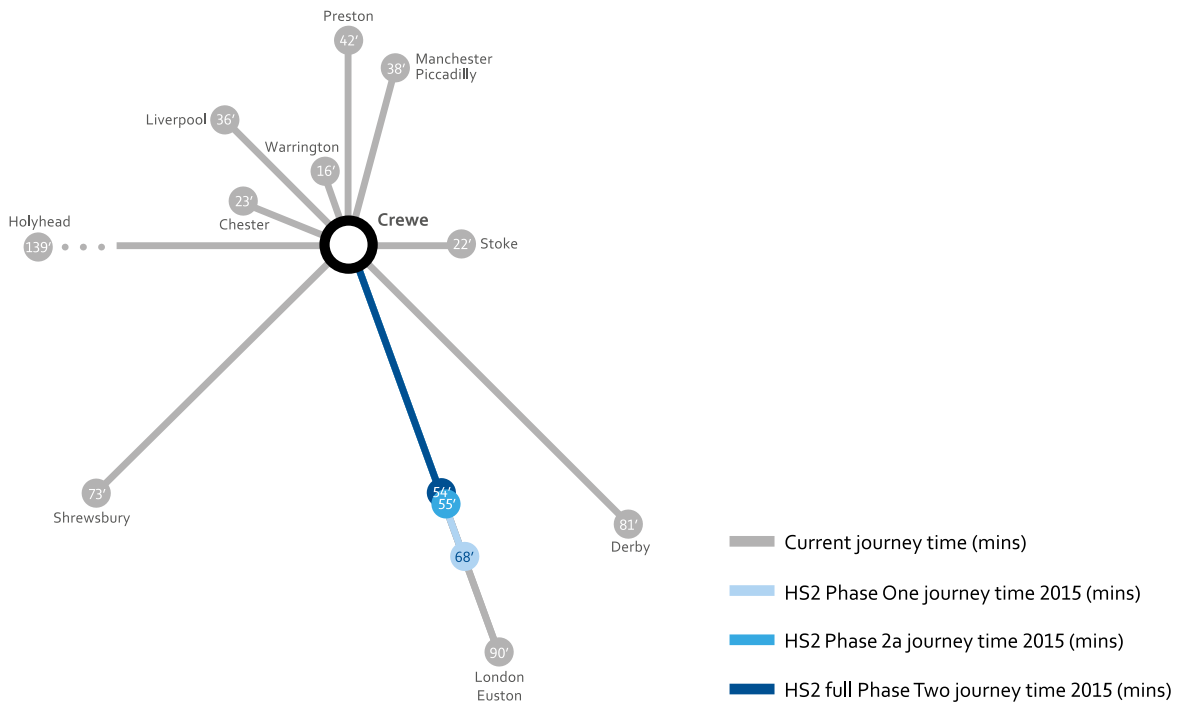 Preston
42’
Manchester
Piccadilly
38’
Liverpool
36’
Warrington
16’
23’
Chester
Crewe
Holyhead
139’
22’
Stoke
73’
Shrewsbury
54’
55’
68’
81’
Derby
90’
London
Euston
Current journey time (mins)
HS2 Phase One journey time 2015 (mins)
HS2 Phase 2a journey time 2015 (mins)
HS2 full Phase Two journey time 2015 (mins)